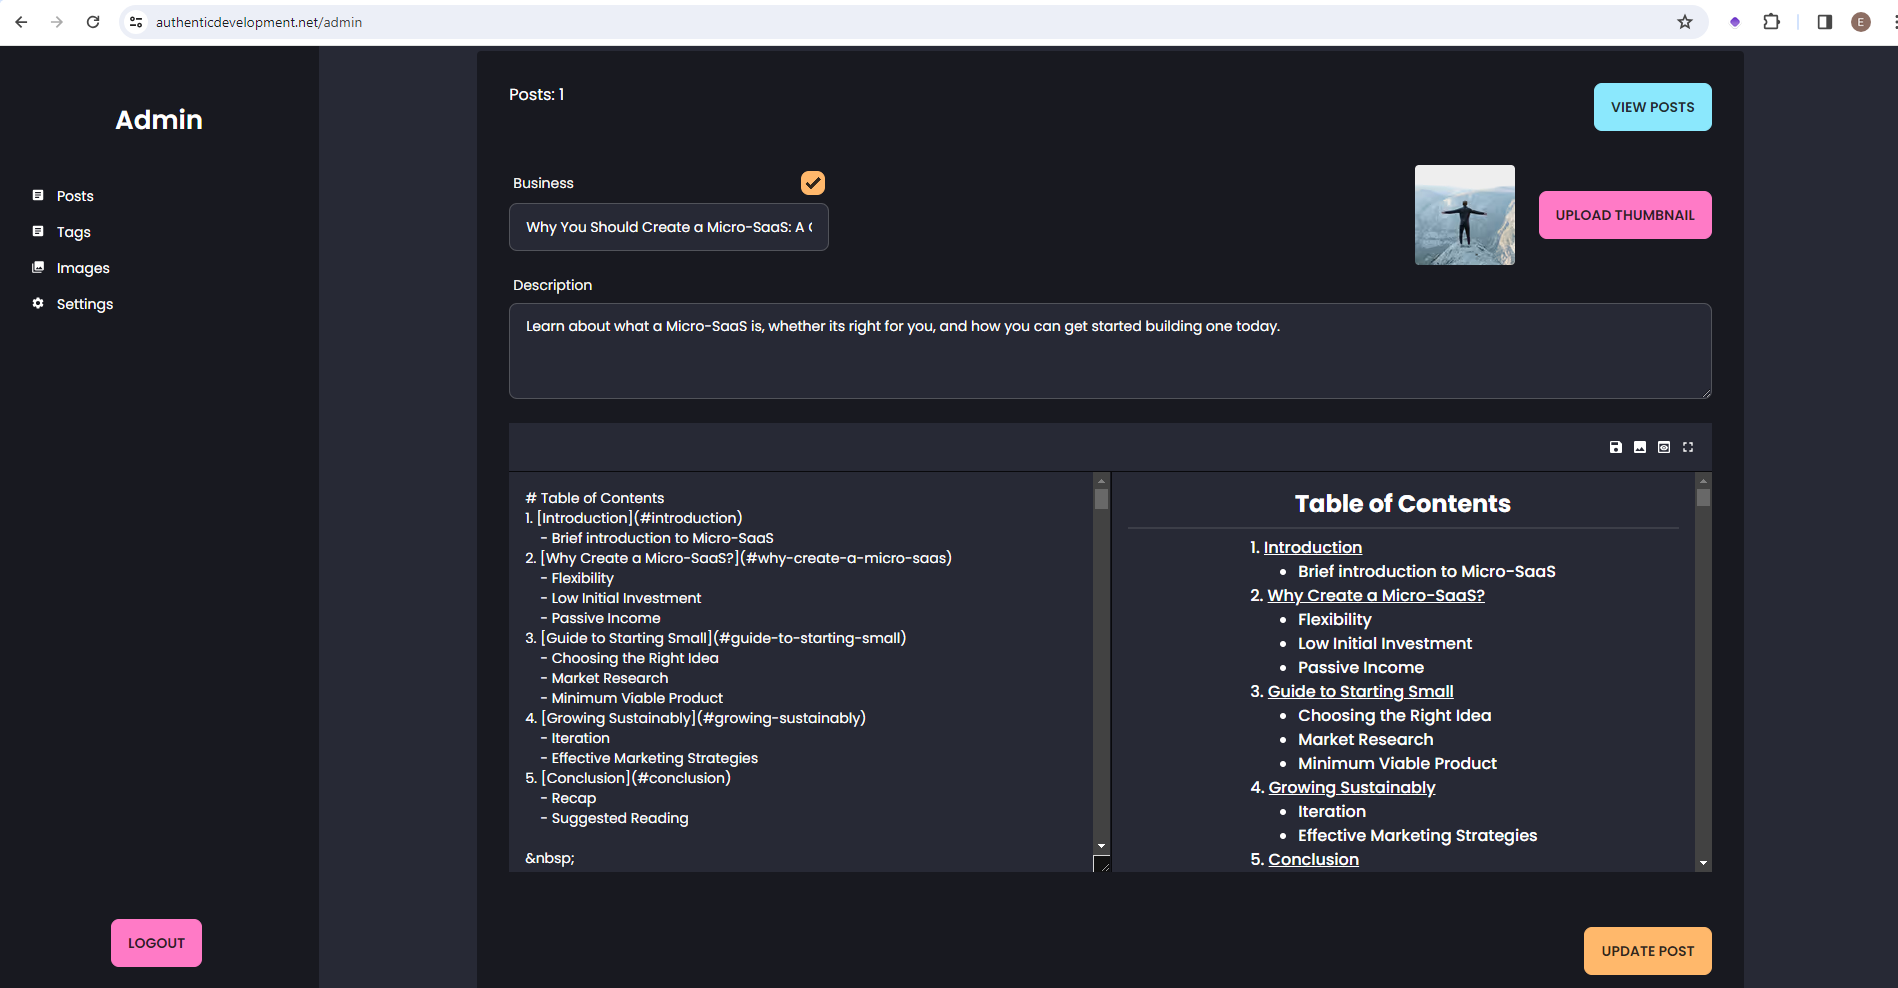 authenticdevelopment.net/admin
E
Admin
Posts
Tags
Images
Settings
LOGOUT
Posts: 1
VIEW POSTS
Business
Why You Should Create a Micro-SaaS: A
UPLOAD THUMBNAIL
Description
Learn about what a Micro-SaaS is, whether its right for you, and how you can get started building one today.
# Table of Contents
1. [Introduction](#introduction)
- Brief introduction to Micro-SaaS
2. [Why Create a Micro-SaaS?](#why-create-a-micro-saas)
- Flexibility
- Low Initial Investment
- Passive Income
3. [Guide to Starting Small](#guide-to-starting-small)
- Choosing the Right Idea
- Market Research
- Minimum Viable Product
4. [Growing Sustainably](#growing-sustainably)
- Iteration
- Effective Marketing Strategies
5. [Conclusion](#conclusion)
- Recap
- Suggested Reading
&nbsp;
Table of Contents
1. Introduction
• Brief introduction to Micro-SaaS
2. Why Create a Micro-SaaS?
• Flexibility
• Low Initial Investment
• Passive Income
3. Guide to Starting Small
• Choosing the Right Idea
• Market Research
• Minimum Viable Product
4. Growing Sustainably
• Iteration
• Effective Marketing Strategies
5. Conclusion
UPDATE POST